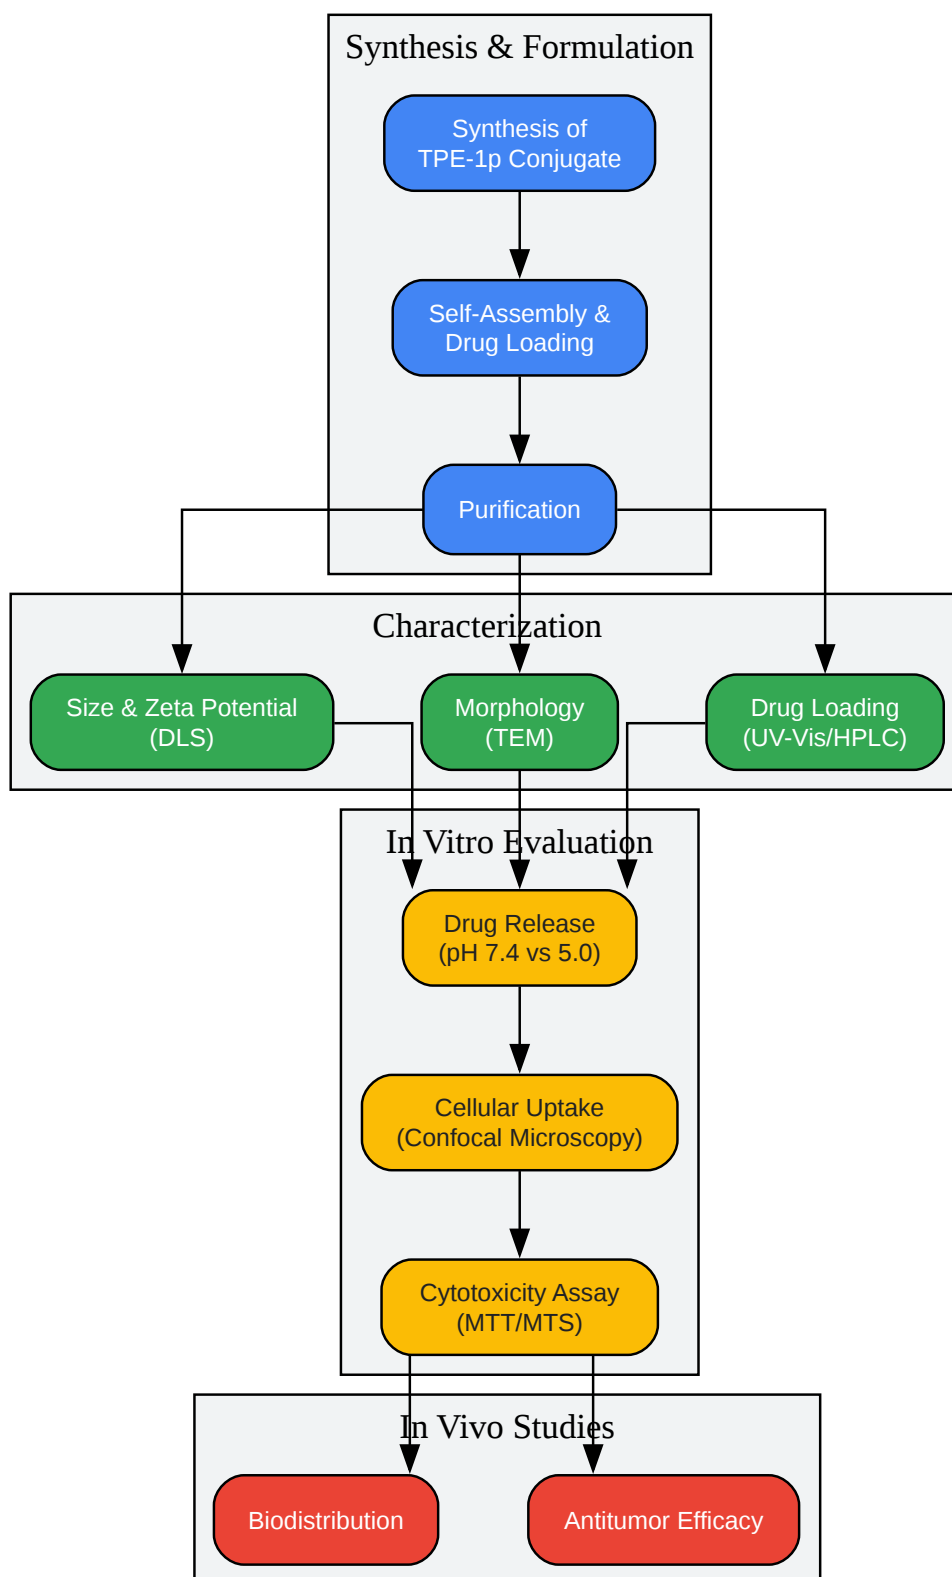 Synthesis & Formulation
Synthesis of
TPE-1p Conjugate
Self-Assembly &
Drug Loading
Purification
Characterization
Size & Zeta Potential
(DLS)
Morphology
(TEM)
Drug Loading
(UV-Vis/HPLC)
In Vitro Evaluation
Drug Release
(pH 7.4 vs 5.0)
Cellular Uptake
(Confocal Microscopy)
Cytotoxicity Assay
(MTT/MTS)
In Vivo Studies
Biodistribution
Antitumor Efficacy